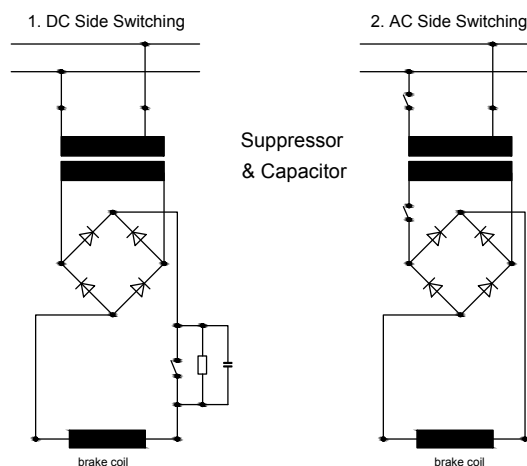 1. DC Side Switching
2. AC Side Switching
Suppressor
& Capacitor
brake coil
brake coil